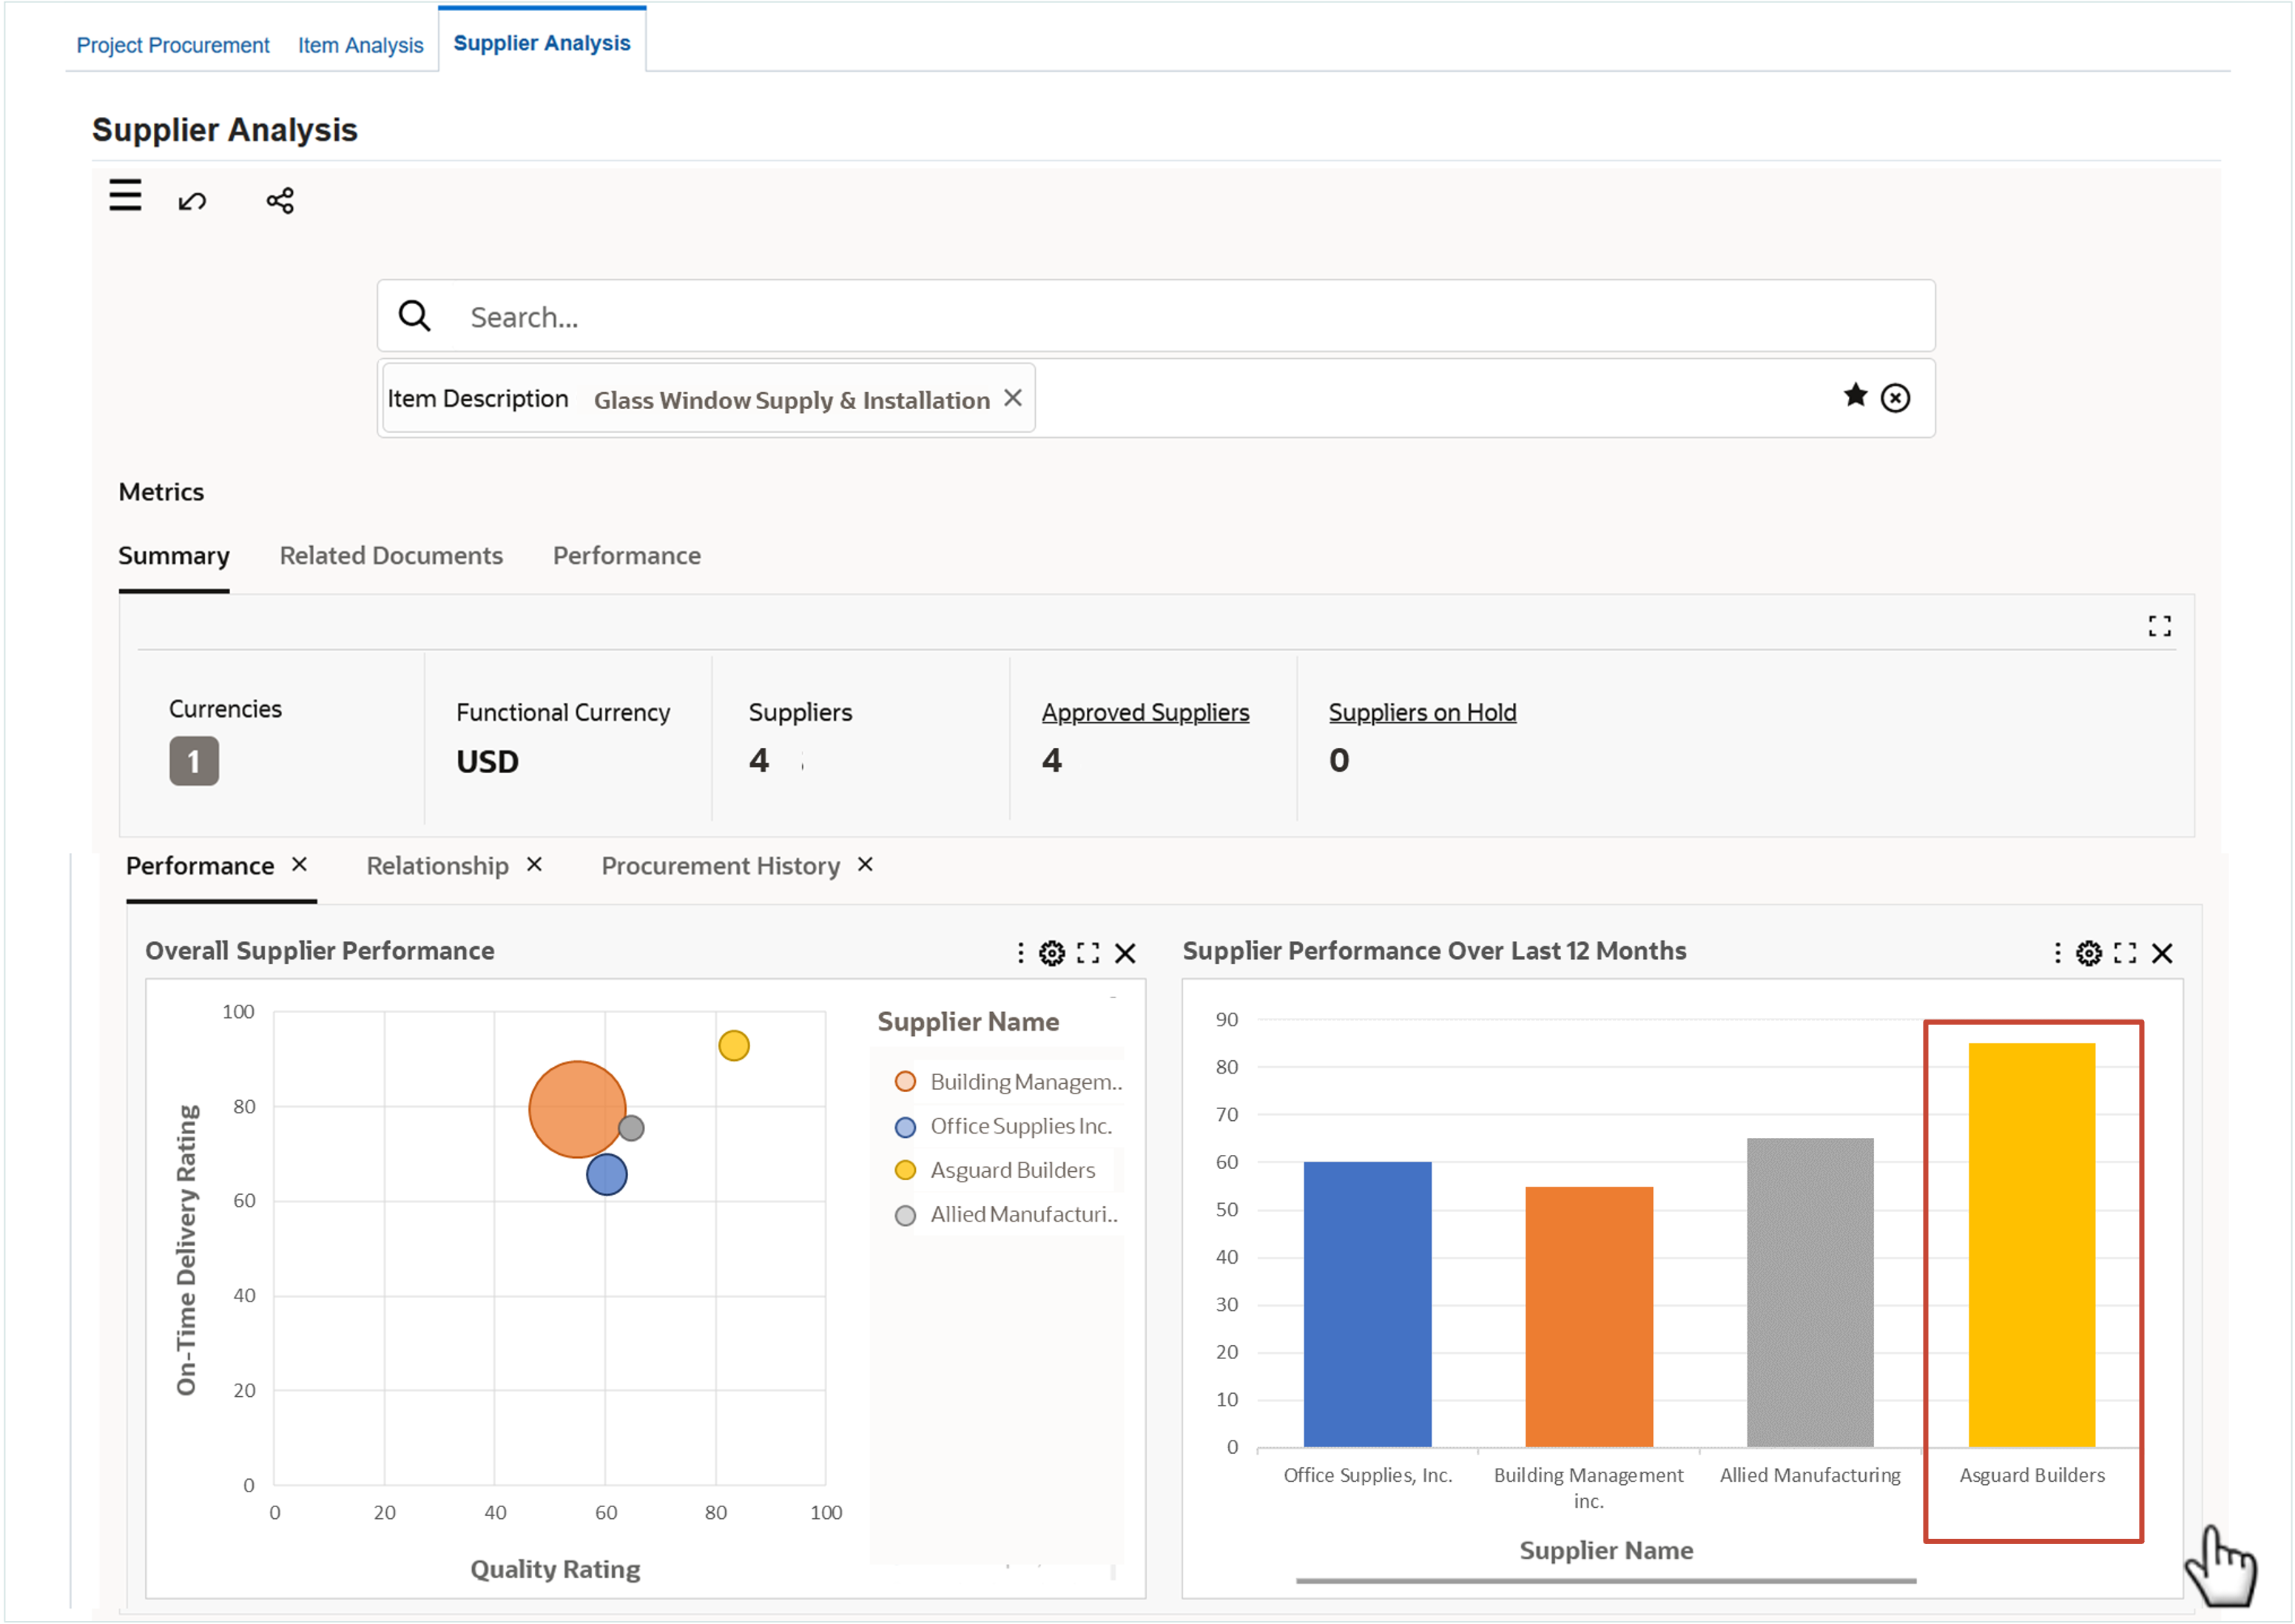 Project Procurement Item Analysis Supplier Analysis
Supplier Analysis
Search...
Item Description Glass Window Supply & Installation
Metrics
Summary Related Documents Performance
Currencies Functional Currency Suppliers Approved Suppliers Suppliers on Hold
1 USD 4 4 0
Performance Relationship Procurement History
Overall Supplier Performance
100
80
60
40
20
0
0 20 40 60 80 100
On-Time Delivery Rating
Quality Rating
Supplier Name
Building Managem..
Office Supplies Inc.
Asguard Builders
Allied Manufacturi..
Supplier Performance Over Last 12 Months
90
80
70
60
50
40
30
20
10
0
Office Supplies, Inc. Building Management Allied Manufacturing Asguard Builders
inc.
Supplier Name